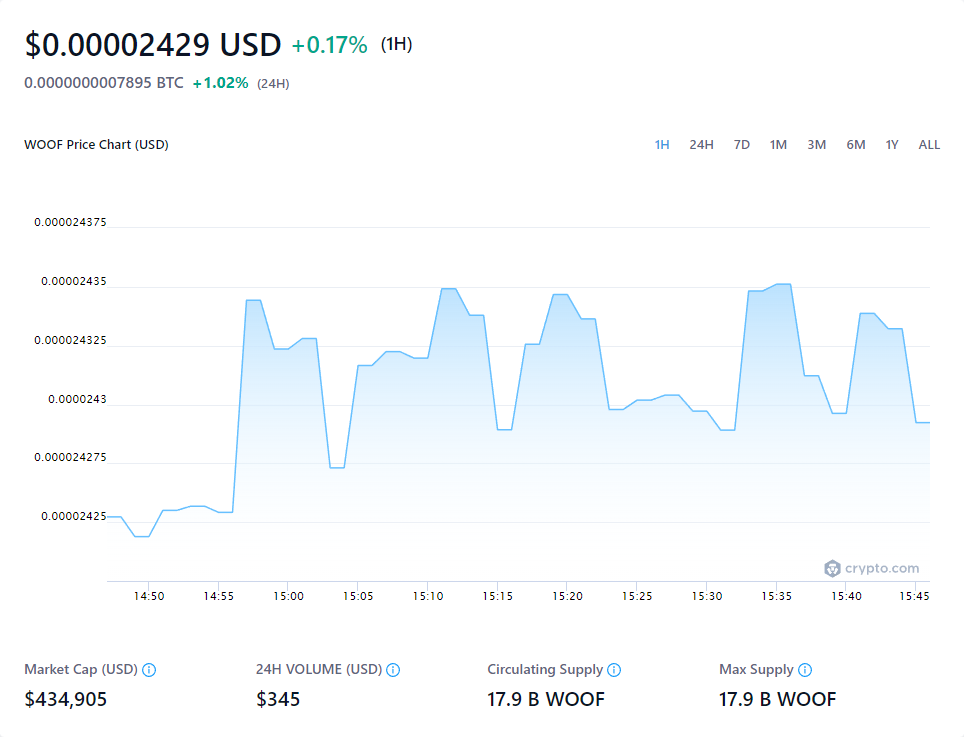 $0.00002429 USD +0.17% (1H)
0.0000000007895 BTC +1.02% (24H)
WOOF Price Chart (USD)
1H 24H 7D 1M 3M 6M 1Y ALL
0.000024375
0.00002435
0.000024325
0.0000243
0.000024275
0.00002425
crypto.com
14:50 14:55 15:00 15:05 15:10 15:15 15:20 15:25 15:30 15:35 15:40 15:45
Market Cap (USD) 24H VOLUME (USD) Circulating Supply Max Supply
$434,905 $345 17.9 B WOOF 17.9 B WOOF